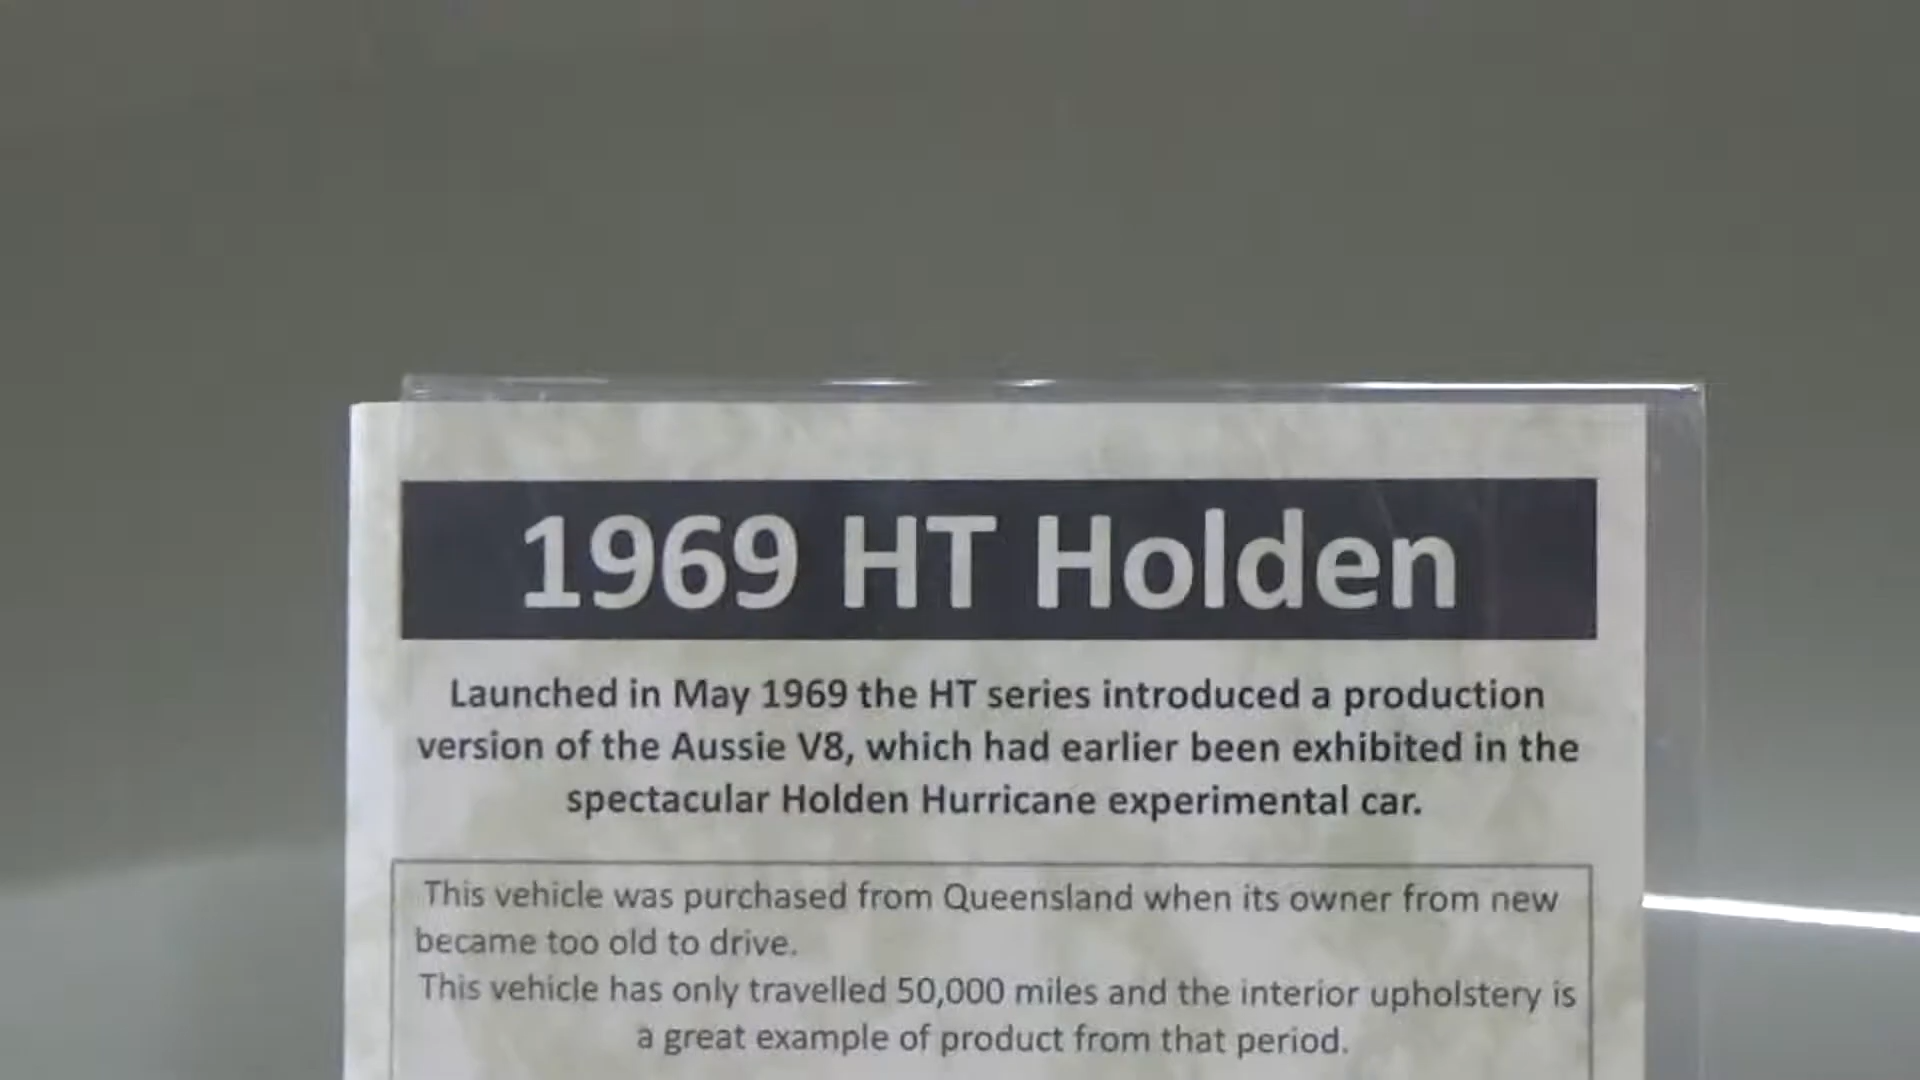 1969 HT Holden
Launched in May 1969 the HT series introduced a production
version of the Aussie V8, which had earlier been exhibited in the
spectacular Holden Hurricane experimental car.
This vehicle was purchased from Queensland when its owner from new
became too old to drive.
This vehicle has only travelled 50,000 miles and the interior upholstery is
a great example of product from that period.